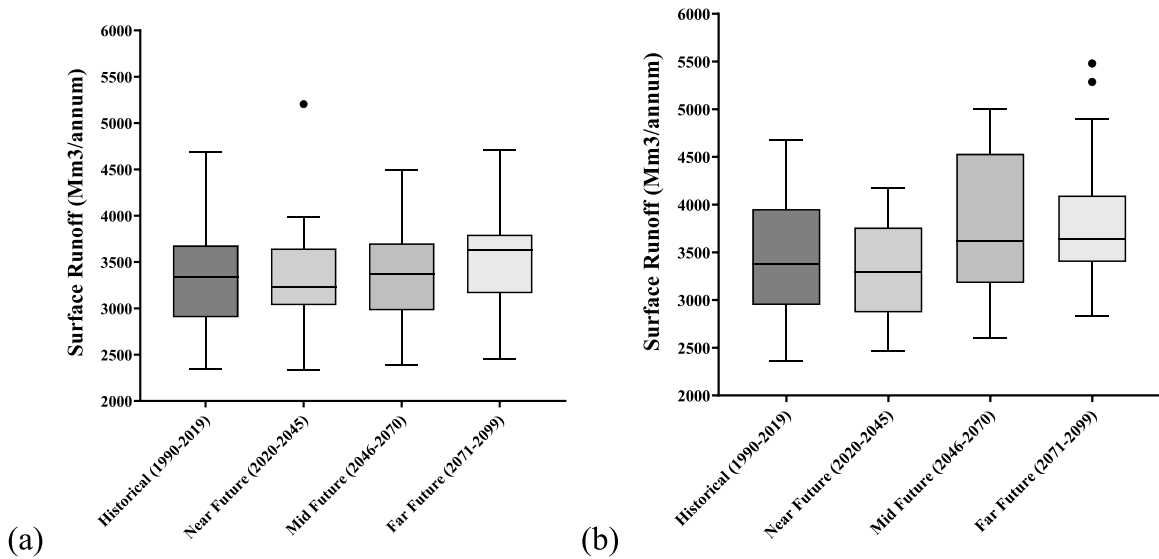 Surface Runoff (Mm3/annum)
6000
5500
5000
4500
4000
3500
3000
2500
2000
Historical (1990-2019)
Near Future (2020-2045)
Mid Future (2046-2070)
Far Future (2071-2099)
(a)
Surface Runoff (Mm3/annum)
6000
5500
5000
4500
4000
3500
3000
2500
2000
Historical (1990-2019)
Near Future (2020-2045)
Mid Future (2046-2070)
Far Future (2071-2099)
(b)